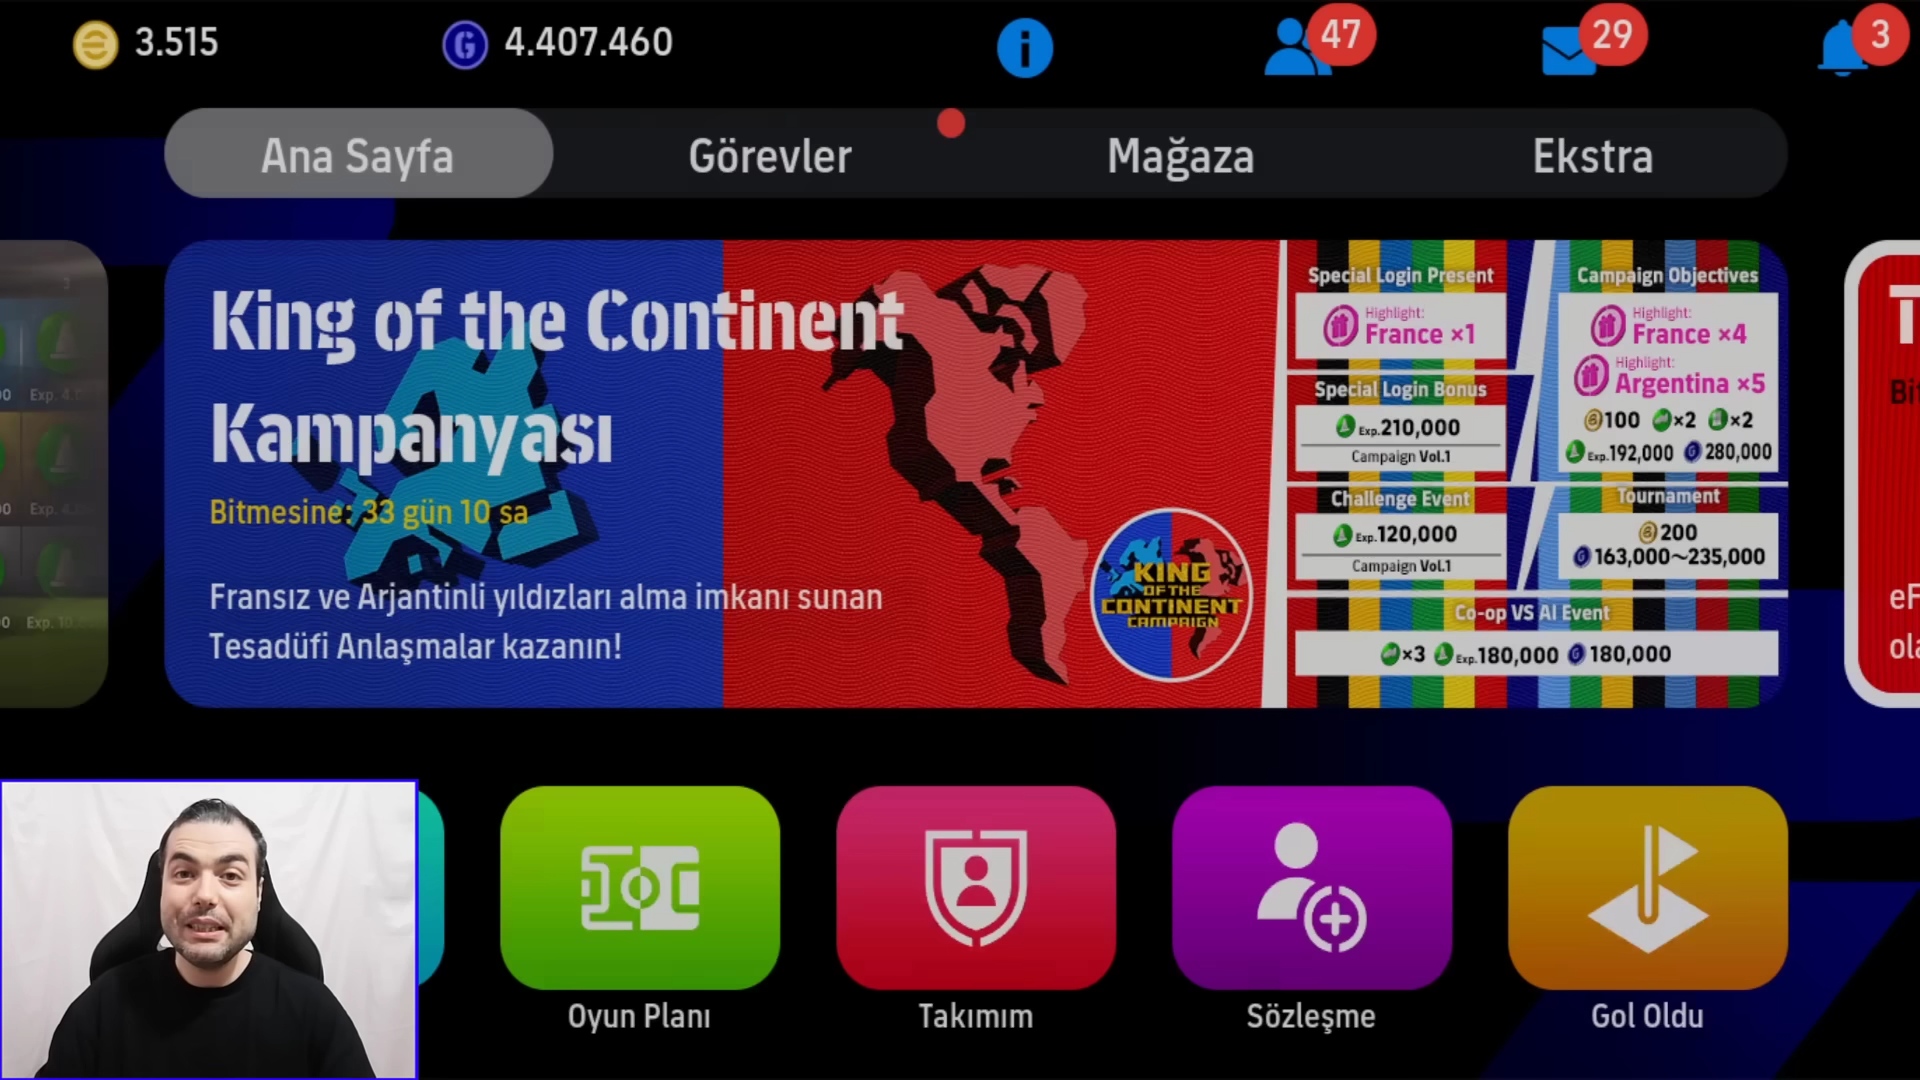 3.515
4.407.460
47
29
3
Ana Sayfa
Görevler
Mağaza
Ekstra
King of the Continent
Kampanyası
Bitmesine: 33 gün 10 sa
Fransız ve Arjantinli yıldızları alma imkanı sunan
Tesadüfi Anlaşmalar kazanın!
KING
OF THE
CONTINENT
CAMPAIGN
Special Login Present
Highlight:
France ×1
Special Login Bonus
Exp.210,000
Campaign Vol.1
Challenge Event
Exp.120,000
Campaign Vol.1
Campaign Objectives
Highlight:
France ×4
Highlight:
Argentina ×5
100 ×2 ×2
Exp.192,000 280,000
Tournament
200
163,000~235,000
Co-op VS AI Event
×3 Exp.180,000 180,000
Oyun Planı
Takımım
Sözleşme
Gol Oldu